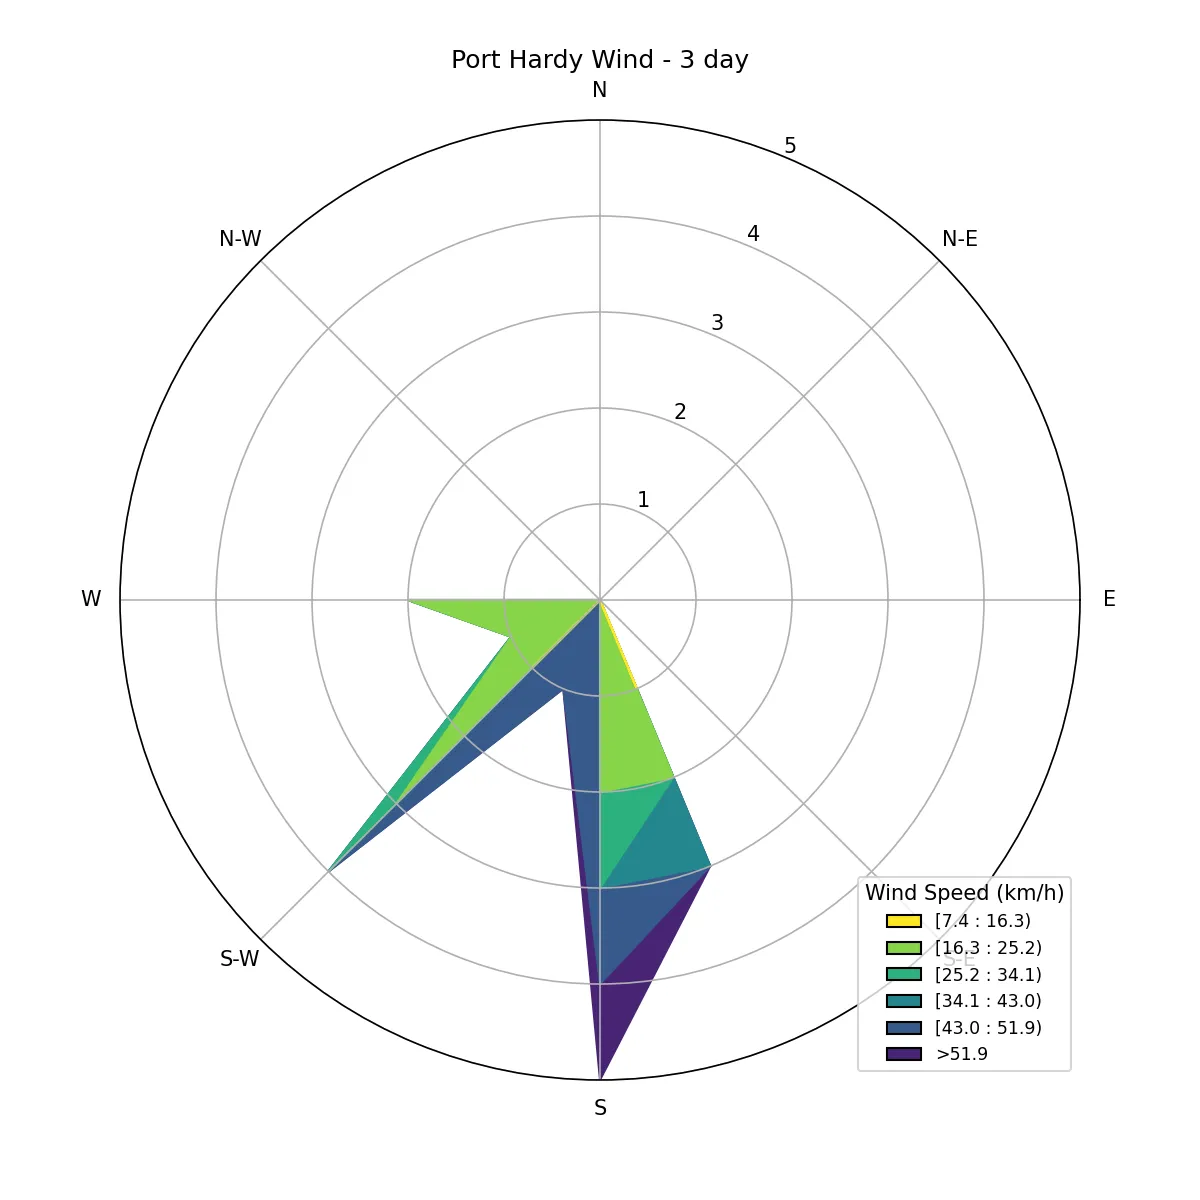 Port Hardy Wind - 3 day
N
5
N-W
4
N-E
3
2
1
W
E
S-W
S-E
S
Wind Speed (km/h)
[7.4 : 16.3)
[16.3 : 25.2)
[25.2 : 34.1)
[34.1 : 43.0)
[43.0 : 51.9)
>51.9